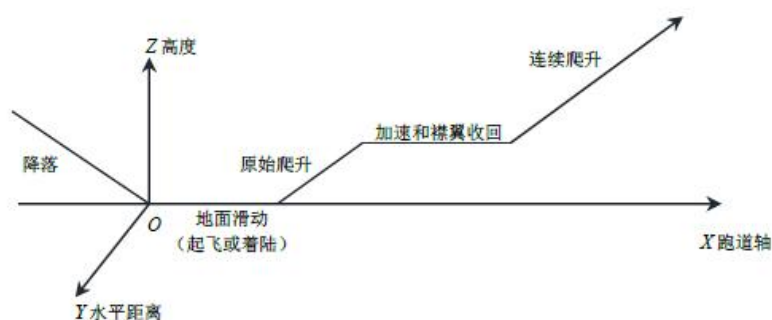 Z 高度
连续爬升
加速和襟翼收回
原始爬升
降落
O
地面滑动
（起飞或着陆）
X 跑道轴
Y 水平距离